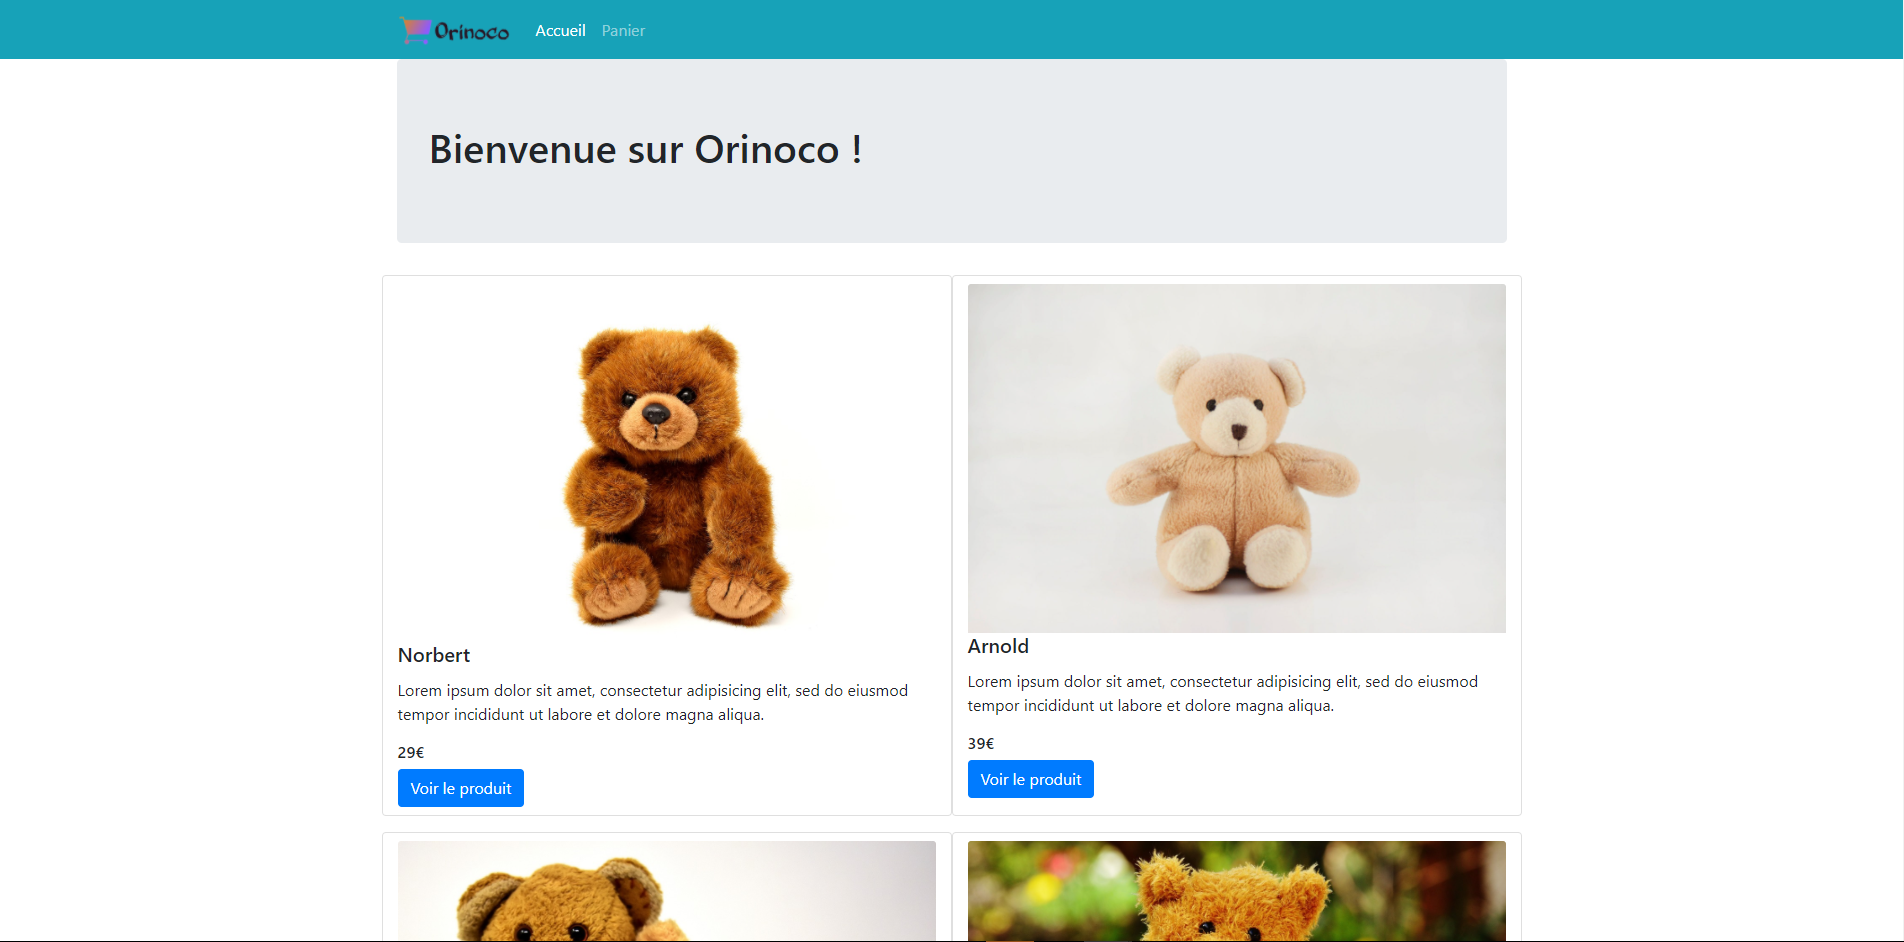 Orinoco Accueil Panier
Bienvenue sur Orinoco !
Norbert
Lorem ipsum dolor sit amet, consectetur adipisicing elit, sed do eiusmod
tempor incididunt ut labore et dolore magna aliqua.
29€
Voir le produit
Arnold
Lorem ipsum dolor sit amet, consectetur adipisicing elit, sed do eiusmod
tempor incididunt ut labore et dolore magna aliqua.
39€
Voir le produit